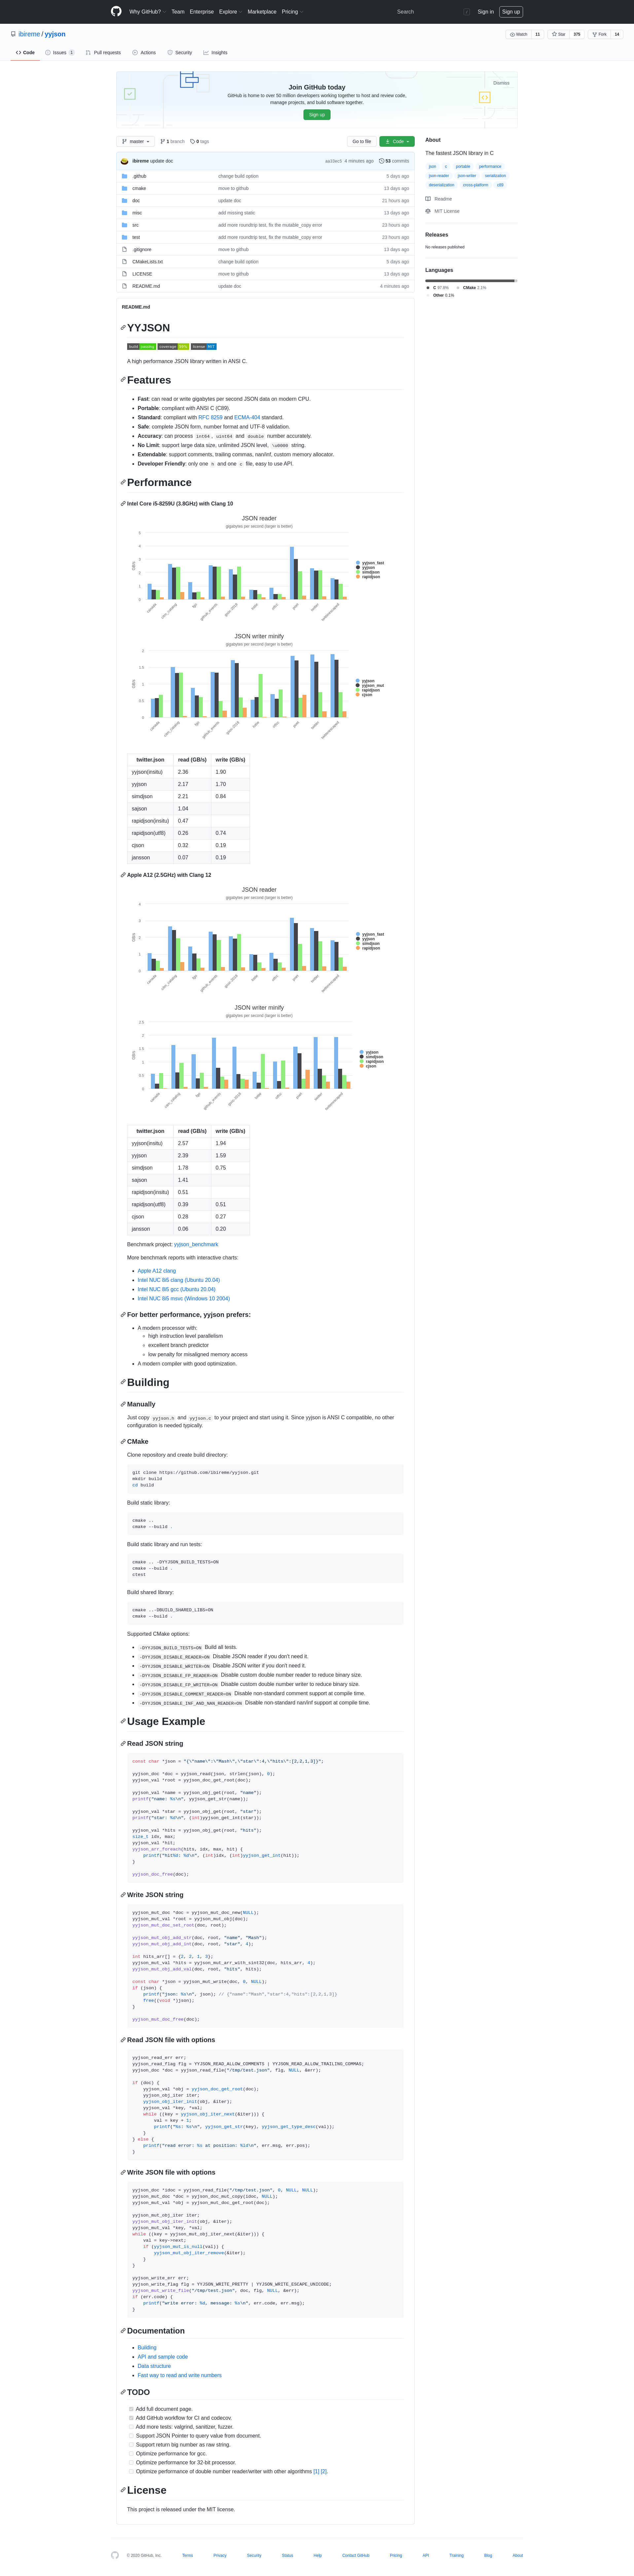 Why GitHub? Team Enterprise Explore Marketplace Pricing
Search / Sign in Sign up
ibireme / yyjson
Watch 11 Star 375 Fork 14
Code Issues 1 Pull requests Actions Security Insights
Dismiss
Join GitHub today
GitHub is home to over 50 million developers working together to host and review code,
manage projects, and build software together.
Sign up
master 1 branch 0 tags
Go to file Code
ibireme update doc
4 minutes ago 53 commits
.github change build option 5 days ago
cmake move to github 13 days ago
doc update doc 21 hours ago
misc add missing state 13 days ago
src add more roundtrip test, fix the mutable_copy error 23 hours ago
test add more roundtrip test, fix the mutable_copy error 23 hours ago
.gitignore move to github 13 days ago
CMakeLists.txt change build option 5 days ago
LICENSE move to github 13 days ago
README.md update doc 4 minutes ago
About
The fastest JSON library in C
json c portable performance
json-reader json-writer serialization
deserialization cross-platform c89
Readme
MIT License
Releases
No releases published
Languages
C 97.8% CMake 2.1%
Other 0.1%
README.md
YYJSON
build passing coverage license MIT
A high performance JSON library written in ANSI C.
Features
Fast: can read or write gigabytes per second JSON data on modern CPU.
Portable: compliant with ANSI C (C89).
Standard: compliant with RFC 8259 and ECMA-404 standard.
Safe: complete JSON form, number format and UTF-8 validation.
Accuracy: can process int64, uint64 and double number accurately.
No Limit: support large data size, unlimited JSON level, \u0000 string.
Extendable: support comments, trailing commas, nan/inf, custom memory allocator.
Developer Friendly: only one h and one c file, easy to use API.
Performance
Intel Core i5-8259U (3.8GHz) with Clang 10
JSON reader
gigabytes per second (larger is better)
GB/s
5
4
3
2
1
0
yyjson_fast
yyjson
simdjson
rapidjson
JSON writer minify
gigabytes per second (larger is better)
GB/s
2
1.5
1
0.5
0
yyjson
yyjson_mut
rapidjson
cjson
twitter.json read (GB/s) write (GB/s)
yyjson(insitu) 2.36 1.90
yyjson 2.17 1.70
simdjson 2.21 0.84
sajson 1.04
rapidjson(insitu) 0.47
rapidjson(utf8) 0.26 0.74
cjson 0.32 0.19
jansson 0.07 0.19
Apple A12 (2.5GHz) with Clang 12
JSON reader
gigabytes per second (larger is better)
GB/s
4
3
2
1
0
yyjson_fast
yyjson
simdjson
rapidjson
JSON writer minify
gigabytes per second (larger is better)
GB/s
2.5
2
1.5
1
0.5
0
yyjson
simdjson
rapidjson
cjson
twitter.json read (GB/s) write (GB/s)
yyjson(insitu) 2.57 1.94
yyjson 2.39 1.59
simdjson 1.78 0.75
sajson 1.41
rapidjson(insitu) 0.51
rapidjson(utf8) 0.39 0.51
cjson 0.28 0.27
jansson 0.06 0.20
Benchmark project: yyjson_benchmark
More benchmark reports with interactive charts:
Apple A12 clang
Intel NUC 8i5 clang (Ubuntu 20.04)
Intel NUC 8i5 gcc (Ubuntu 20.04)
Intel NUC 8i5 msvc (Windows 10 2004)
For better performance, yyjson prefers:
A modern processor with:
high instruction level parallelism
excellent branch predictor
low penalty for misaligned memory access
A modern compiler with good optimization.
Building
Manually
Just copy yyjson.h and yyjson.c to your project and start using it. Since yyjson is ANSI C compatible, no other
configuration is needed typically.
CMake
Clone repository and create build directory:
git clone https://github.com/ibireme/yyjson.git
mkdir build
cd build
Build static library:
cmake ..
cmake --build .
Build static library and run tests:
cmake .. -DYYJSON_BUILD_TESTS=ON
cmake --build .
ctest
Build shared library:
cmake ..-DBUILD_SHARED_LIBS=ON
cmake --build .
Supported CMake options:
-DYYJSON_BUILD_TESTS=ON Build all tests.
-DYYJSON_DISABLE_READER=ON Disable JSON reader if you don't need it.
-DYYJSON_DISABLE_WRITER=ON Disable JSON writer if you don't need it.
-DYYJSON_DISABLE_FP_READER=ON Disable custom double number reader to reduce binary size.
-DYYJSON_DISABLE_FP_WRITER=ON Disable custom double number writer to reduce binary size.
-DYYJSON_DISABLE_COMMENT_READER=ON Disable non-standard comment support at compile time.
-DYYJSON_DISABLE_INF_AND_NAN_READER=ON Disable non-standard nan/inf support at compile time.
Usage Example
Read JSON string
const char *json = "{\"name\":\"Mash\",\"star\":4,\"hits\":[2,2,1,3]}";
yyjson_doc *doc = yyjson_read(json, strlen(json), 0);
yyjson_val *root = yyjson_doc_get_root(doc);
yyjson_val *name = yyjson_obj_get(root, "name");
printf("name: %s\n", yyjson_get_str(name));
yyjson_val *star = yyjson_obj_get(root, "star");
printf("star: %d\n", (int)yyjson_get_int(star));
yyjson_val *hits = yyjson_obj_get(root, "hits");
size_t idx, max;
yyjson_val *hit;
yyjson_arr_foreach(hits, idx, max, hit) {
printf("hit%d: %d\n", (int)idx, (int)yyjson_get_int(hit));
}
yyjson_doc_free(doc);
Write JSON string
yyjson_mut_doc *doc = yyjson_mut_doc_new(NULL);
yyjson_mut_val *root = yyjson_mut_obj(doc);
yyjson_mut_doc_set_root(doc, root);
yyjson_mut_obj_add_str(doc, root, "name", "Mash");
yyjson_mut_obj_add_int(doc, root, "star", 4);
int hits_arr[] = {2, 2, 1, 3};
yyjson_mut_val *hits = yyjson_mut_arr_with_sint32(doc, hits_arr, 4);
yyjson_mut_obj_add_val(doc, root, "hits", hits);
const char *json = yyjson_mut_write(doc, 0, NULL);
if (json) {
printf("json: %s\n", json); // {"name":"Mash","star":4,"hits":[2,2,1,3]}
free((void *)json);
}
yyjson_mut_doc_free(doc);
Read JSON file with options
yyjson_read_err err;
yyjson_read_flag flg = YYJSON_READ_ALLOW_COMMENTS | YYJSON_READ_ALLOW_TRAILING_COMMAS;
yyjson_doc *doc = yyjson_read_file("/tmp/test.json", flg, NULL, &err);
if (doc) {
yyjson_val *obj = yyjson_doc_get_root(doc);
yyjson_obj_iter iter;
yyjson_obj_iter_init(obj, &iter);
yyjson_val *key, *val;
while ((key = yyjson_obj_iter_next(&iter))) {
val = key + 1;
printf("%s: %s\n", yyjson_get_str(key), yyjson_get_type_desc(val));
}
} else {
printf("read error: %s at position: %ld\n", err.msg, err.pos);
}
Write JSON file with options
yyjson_doc *idoc = yyjson_read_file("/tmp/test.json", 0, NULL, NULL);
yyjson_mut_doc *doc = yyjson_doc_mut_copy(idoc, NULL);
yyjson_mut_val *obj = yyjson_mut_doc_get_root(doc);
yyjson_mut_obj_iter iter;
yyjson_mut_obj_iter_init(obj, &iter);
yyjson_mut_val *key, *val;
while ((key = yyjson_mut_obj_iter_next(&iter))) {
val = key->next;
if (yyjson_mut_is_null(val)) {
yyjson_mut_obj_iter_remove(&iter);
}
}
yyjson_write_err err;
yyjson_write_flag flg = YYJSON_WRITE_PRETTY | YYJSON_WRITE_ESCAPE_UNICODE;
yyjson_mut_write_file("/tmp/test.json", doc, flg, NULL, &err);
if (err.code) {
printf("write error: %d, message: %s\n", err.code, err.msg);
}
Documentation
Building
API and sample code
Data structure
Fast way to read and write numbers
TODO
Add full document page.
Add GitHub workflow for CI and codecov.
Add more tests: valgrind, sanitizer, fuzzer.
Support JSON Pointer to query value from document.
Support return big number as raw string.
Optimize performance for gcc.
Optimize performance for 32-bit processor.
Optimize performance of double number reader/writer with other algorithms [1] [2].
License
This project is released under the MIT license.
© 2020 GitHub, Inc. Terms Privacy Security Status Help Contact GitHub Pricing API Training Blog About